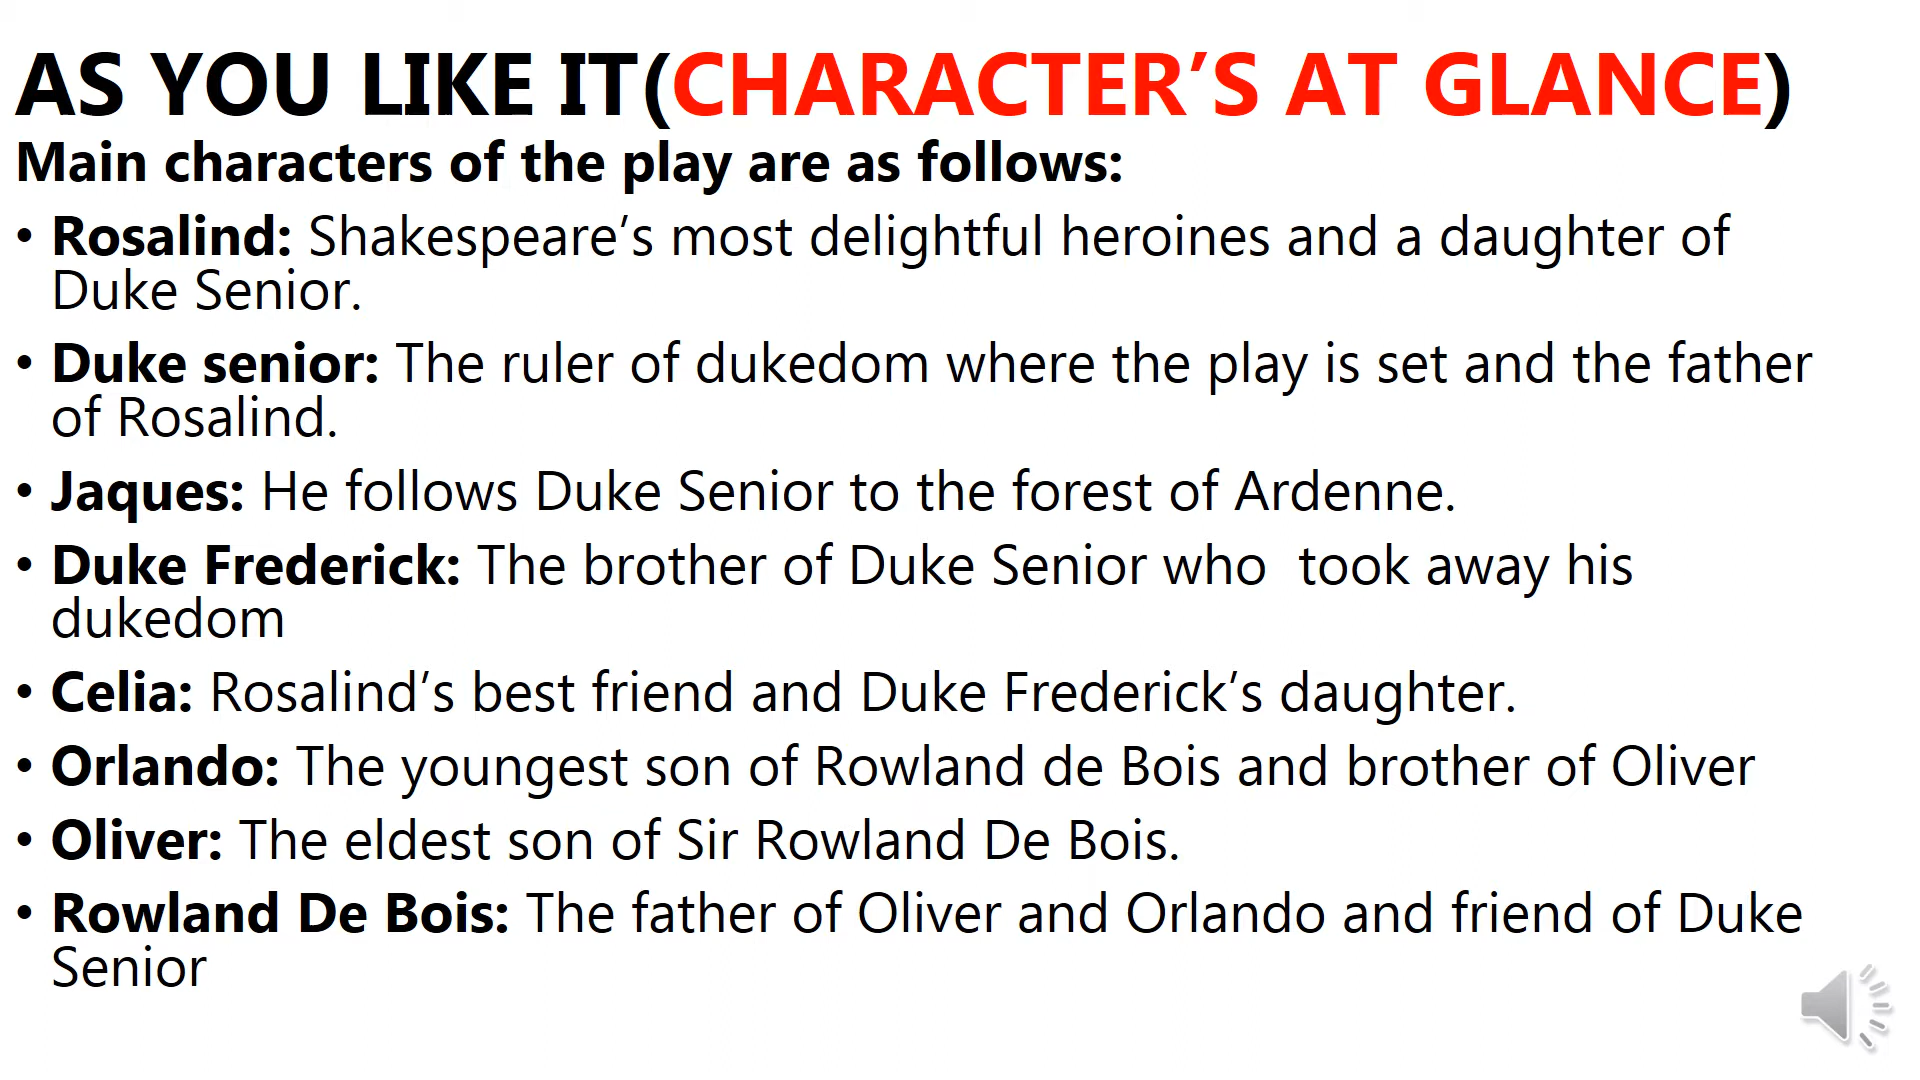 AS YOU LIKE IT(CHARACTER’S AT GLANCE)
Main characters of the play are as follows:
• Rosalind: Shakespeare’s most delightful heroines and a daughter of
Duke Senior.
• Duke senior: The ruler of dukedom where the play is set and the father
of Rosalind.
• Jaques: He follows Duke Senior to the forest of Ardenne.
• Duke Frederick: The brother of Duke Senior who  took away his
dukedom
• Celia: Rosalind’s best friend and Duke Frederick’s daughter.
• Orlando: The youngest son of Rowland de Bois and brother of Oliver
• Oliver: The eldest son of Sir Rowland De Bois.
• Rowland De Bois: The father of Oliver and Orlando and friend of Duke
Senior